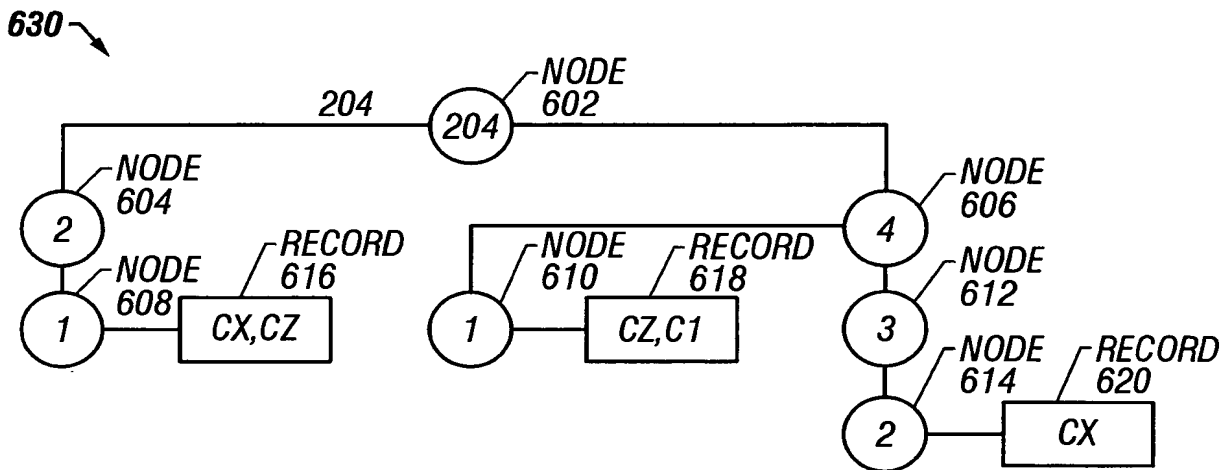 630
NODE
602
204
204
NODE
604
2
NODE
606
4
NODE
608
1
RECORD
616
CX,CZ
NODE
610
1
RECORD
618
CZ,C1
NODE
612
3
NODE
614
2
RECORD
620
CX